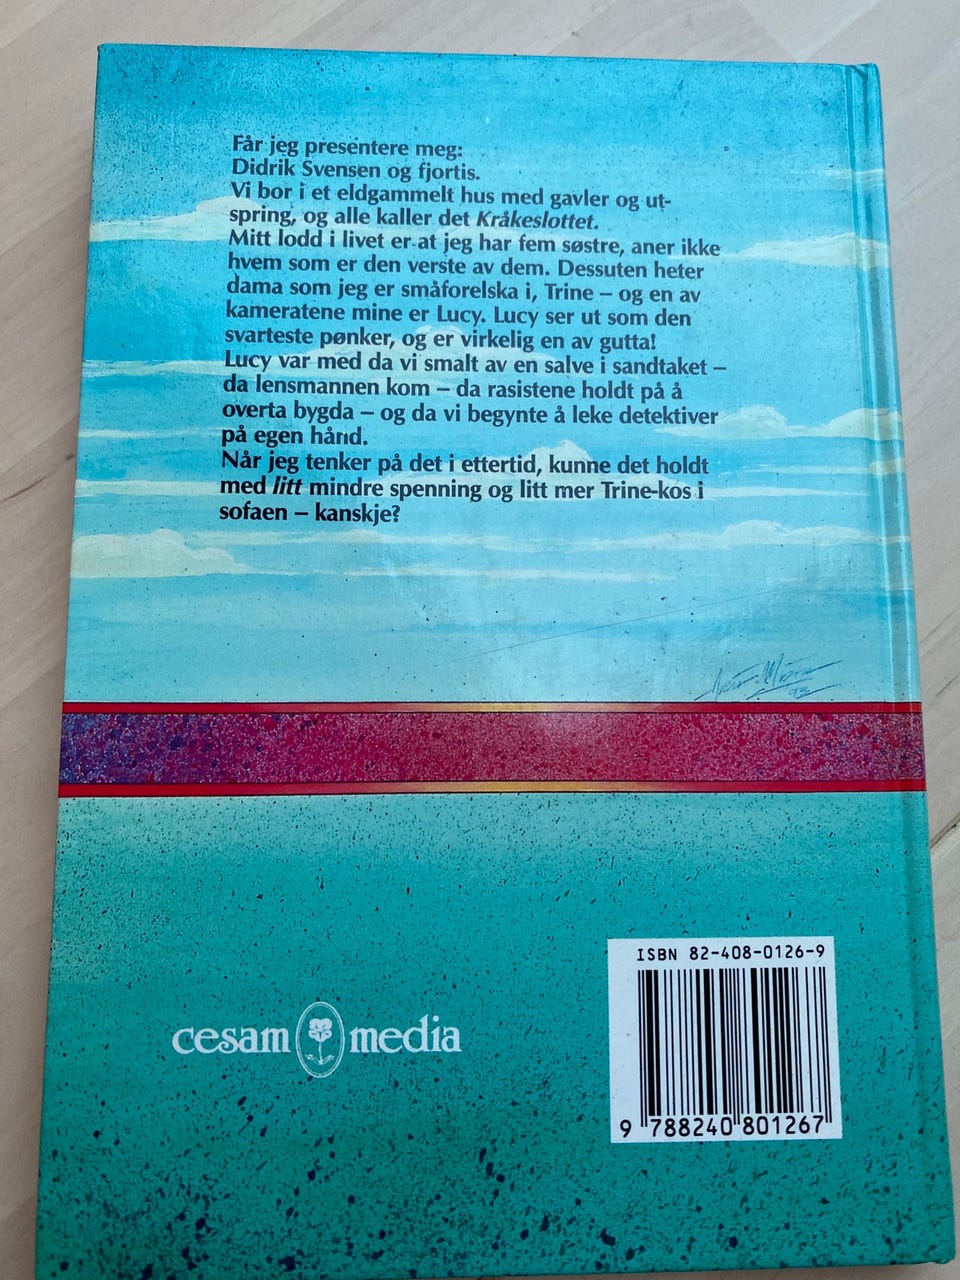 Får jeg presentere meg:
Didrik Svensen og fjortis.
Vi bor i et eldgammelt hus med gavler og ut-
spring, og alle kaller det Kråkeslottet.
Mitt lodd i livet er at jeg har fem søstre, aner ikke
hvem som er den verste av dem. Dessuten heter
dama som jeg er småforelska i, Trine – og en av
kameratene mine er Lucy. Lucy ser ut som den
svarteste pønker, og er virkelig en av gutta!
Lucy var med da vi smalt av en salve i sandtaket –
da lensmannen kom – da rasistene holdt på å
overta bygda – og da vi begynte å leke detektiver
på egen hånd.
Når jeg tenker på det i ettertid, kunne det holdt
med litt mindre spenning og litt mer Trine-kos i
sofaen – kanskje?
93
ISBN 82-408-0126-9
cesam media
9 788240 801267